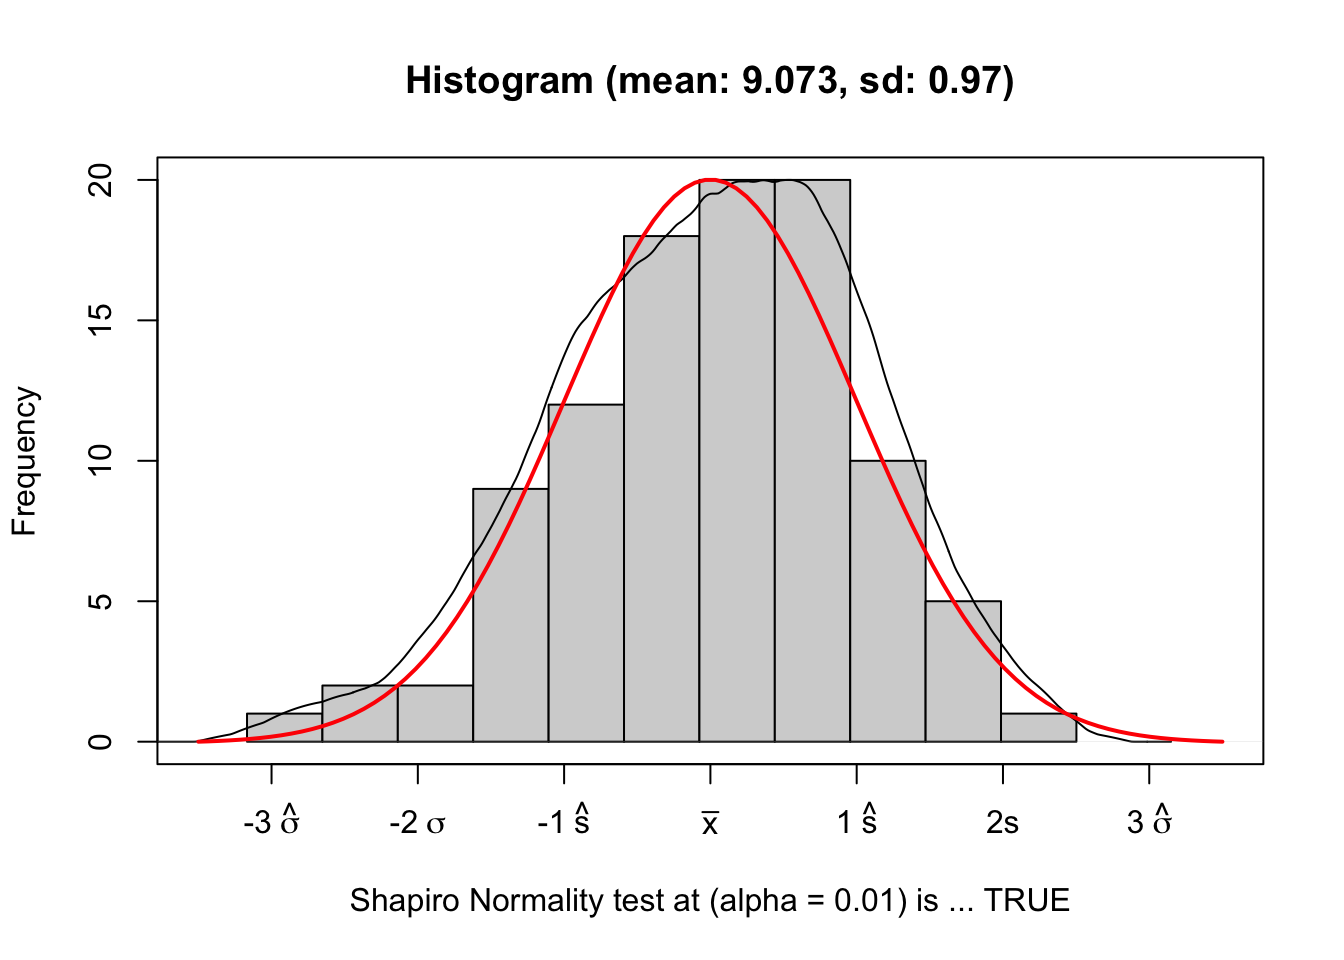 Histogram (mean: 9.073, sd: 0.97)
Frequency
20
15
10
5
0
-3 σ̂ -2 σ -1 ŝ x̅ 1 ŝ 2s 3 σ̂
Shapiro Normality test at (alpha = 0.01) is ... TRUE